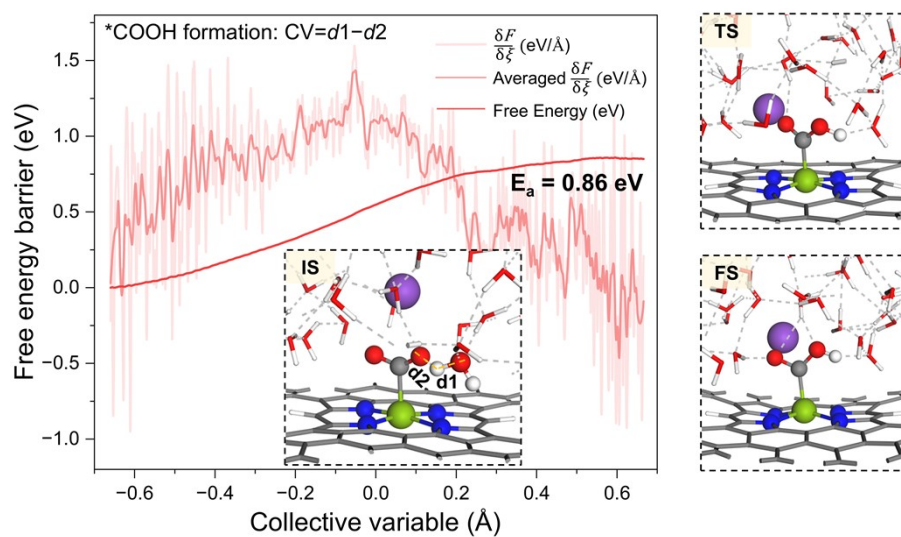 *COOH formation: CV=d1−d2
δF/δξ (eV/Å)
Averaged δF/δξ (eV/Å)
Free Energy (eV)
Eₐ = 0.86 eV
IS
d2
d1
TS
FS
Free energy barrier (eV)
1.5
1.0
0.5
0.0
−0.5
−1.0
−0.6
−0.4
−0.2
0.0
0.2
0.4
0.6
Collective variable (Å)